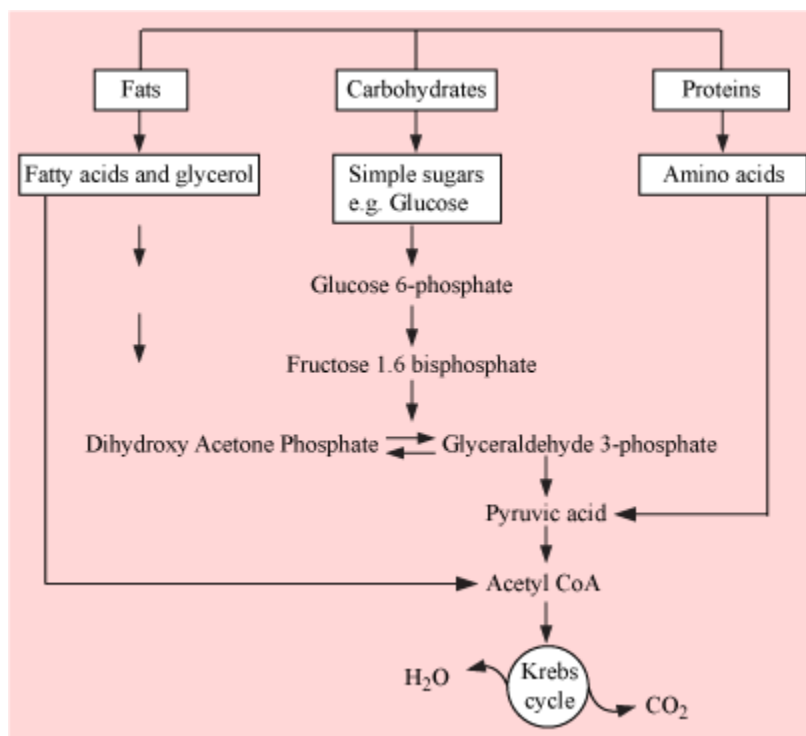 Fats
Carbohydrates
Proteins
Fatty acids and glycerol
Simple sugars
e.g. Glucose
Amino acids
Glucose 6-phosphate
Fructose 1.6 bisphosphate
Dihydroxy Acetone Phosphate
Glyceraldehyde 3-phosphate
Pyruvic acid
Acetyl CoA
H₂O
Krebs
cycle
CO₂